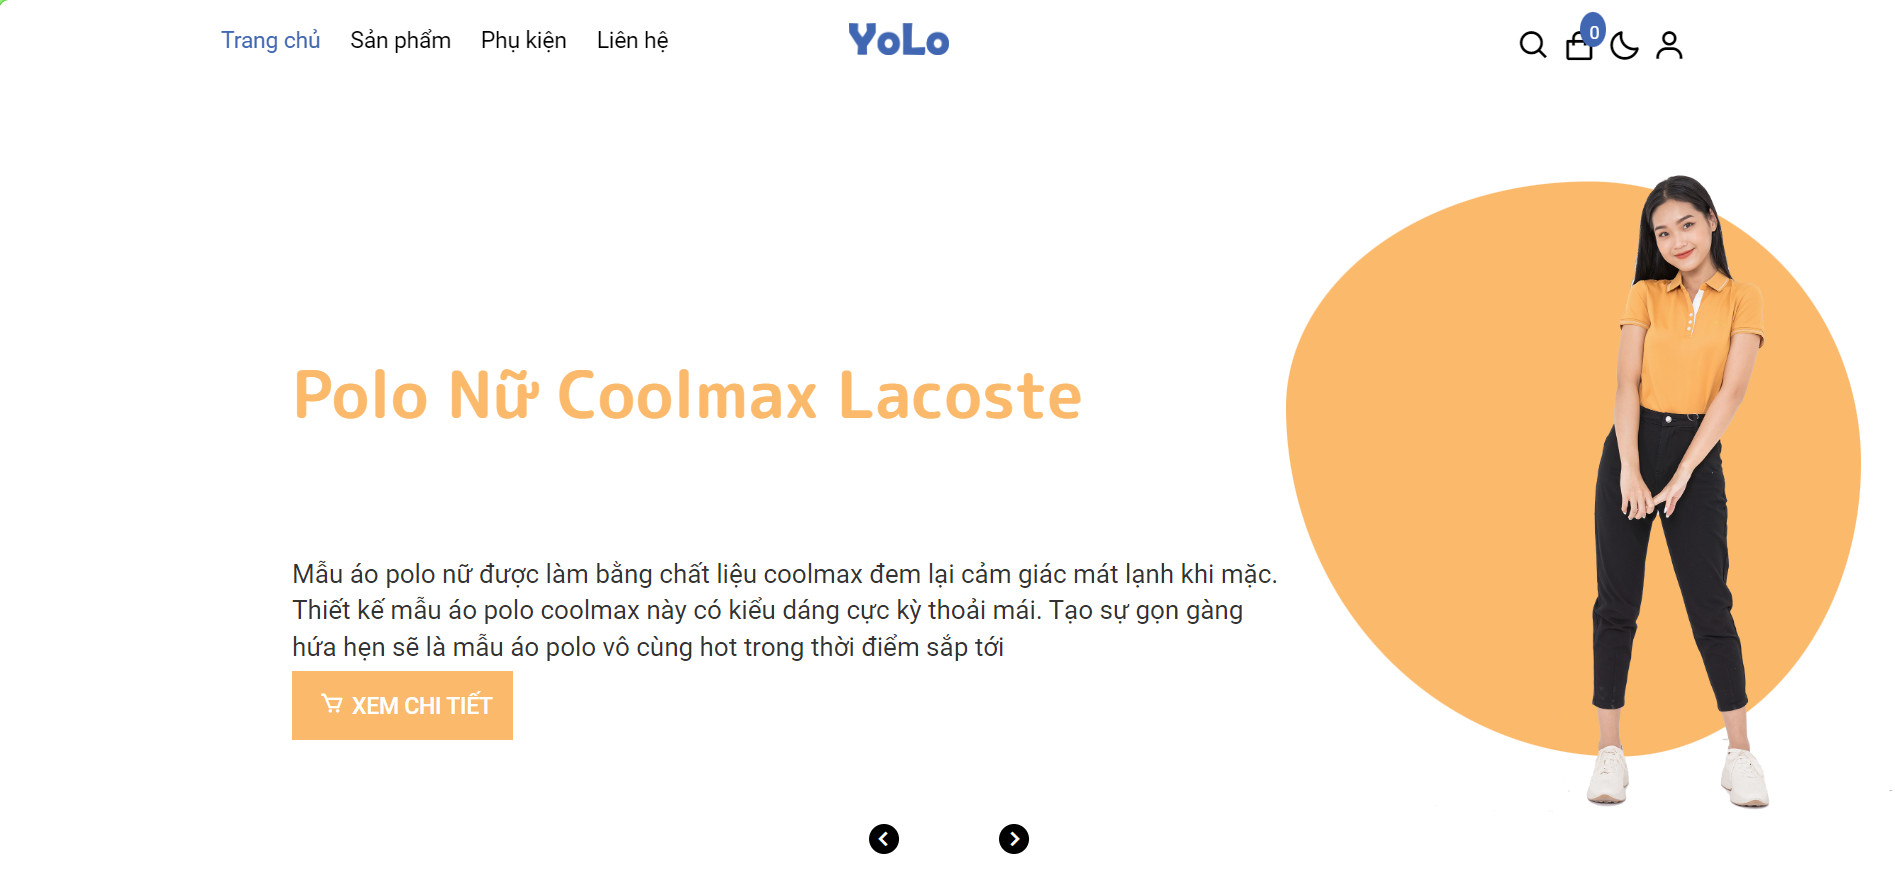 Trang chủ Sản phẩm Phụ kiện Liên hệ YoLo 0
Polo Nữ Coolmax Lacoste
Mẫu áo polo nữ được làm bằng chất liệu coolmax đem lại cảm giác mát lạnh khi mặc.
Thiết kế mẫu áo polo coolmax này có kiểu dáng cực kỳ thoải mái. Tạo sự gọn gàng
hứa hẹn sẽ là mẫu áo polo vô cùng hot trong thời điểm sắp tới
XEM CHI TIẾT